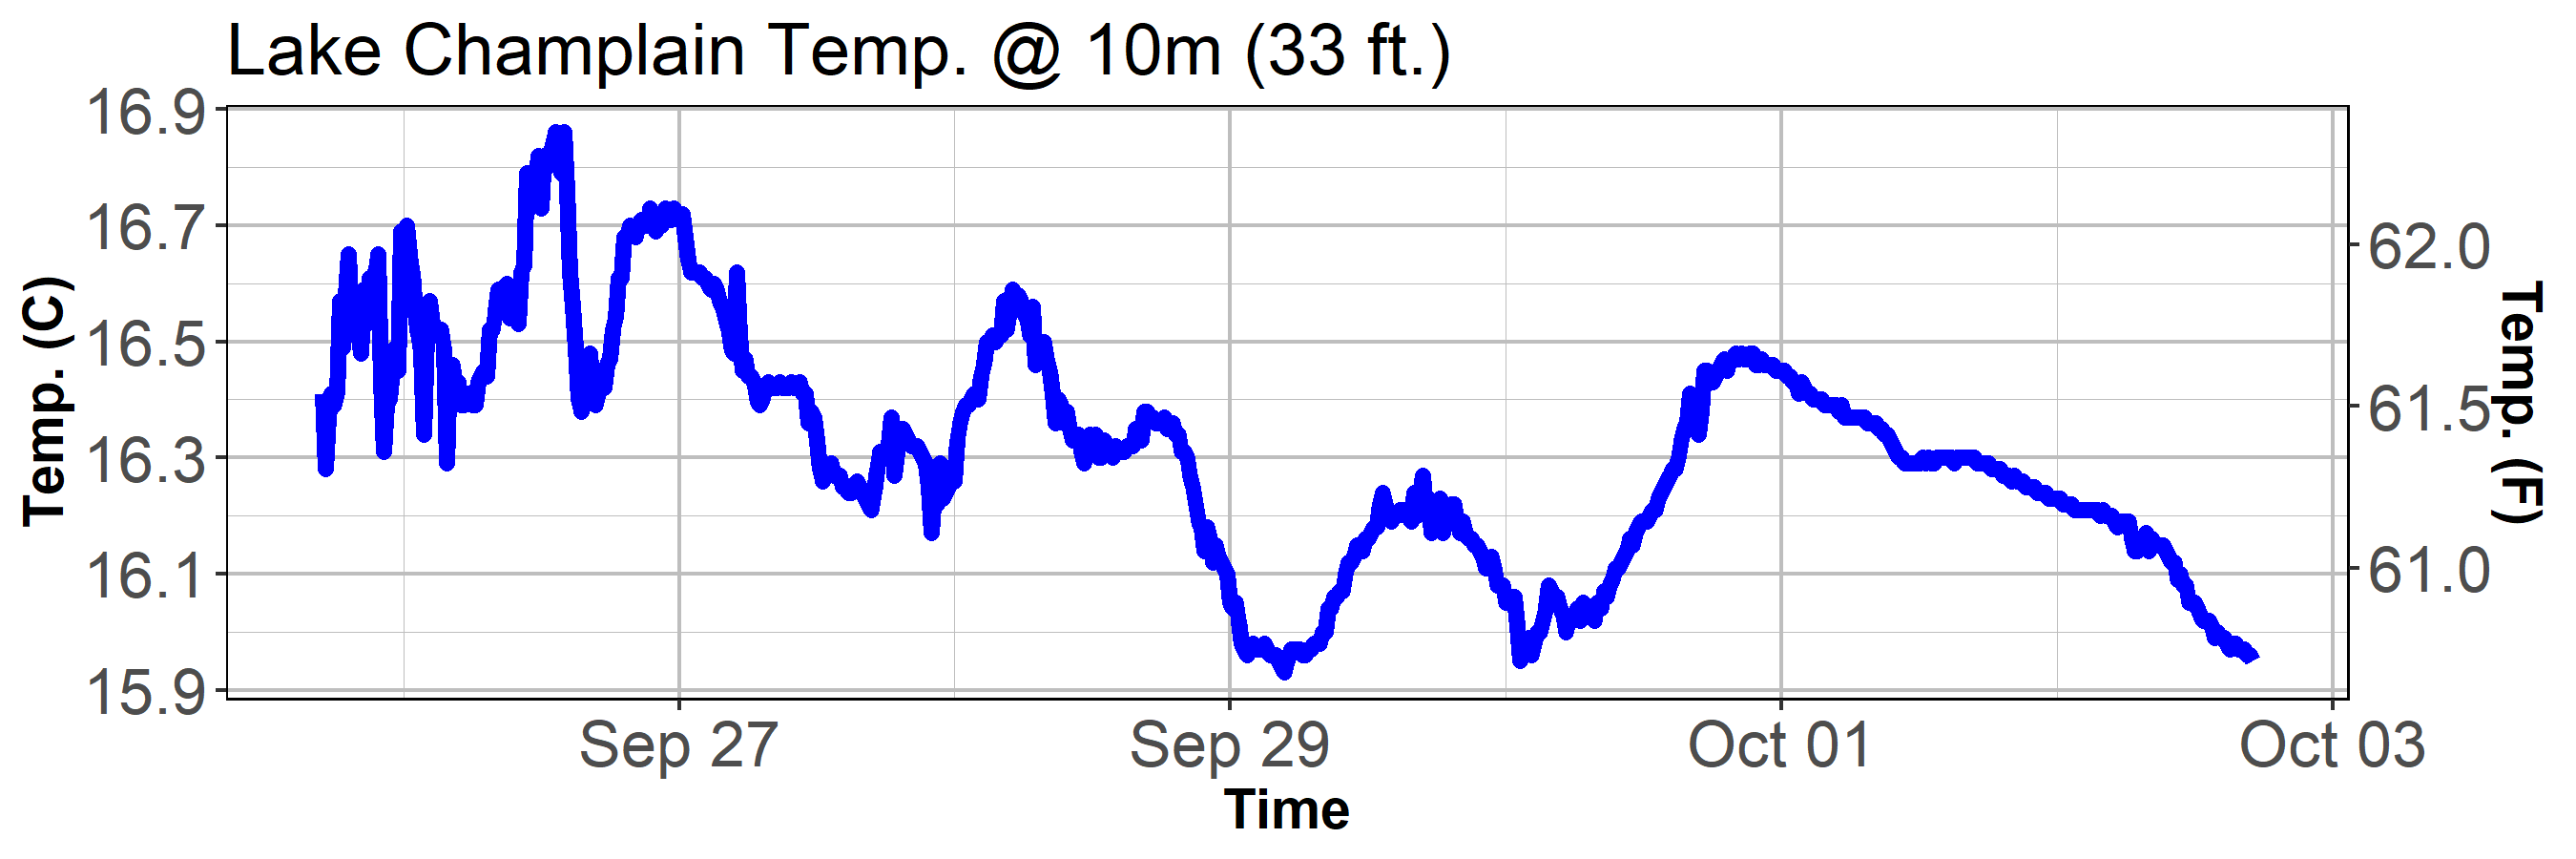 Lake Champlain Temp. @ 10m (33 ft.)
Temp. (C)
16.9
16.7
16.5
16.3
16.1
15.9
62.0
61.5
61.0
Temp. (F)
Sep 27 Sep 29 Oct 01 Oct 03
Time